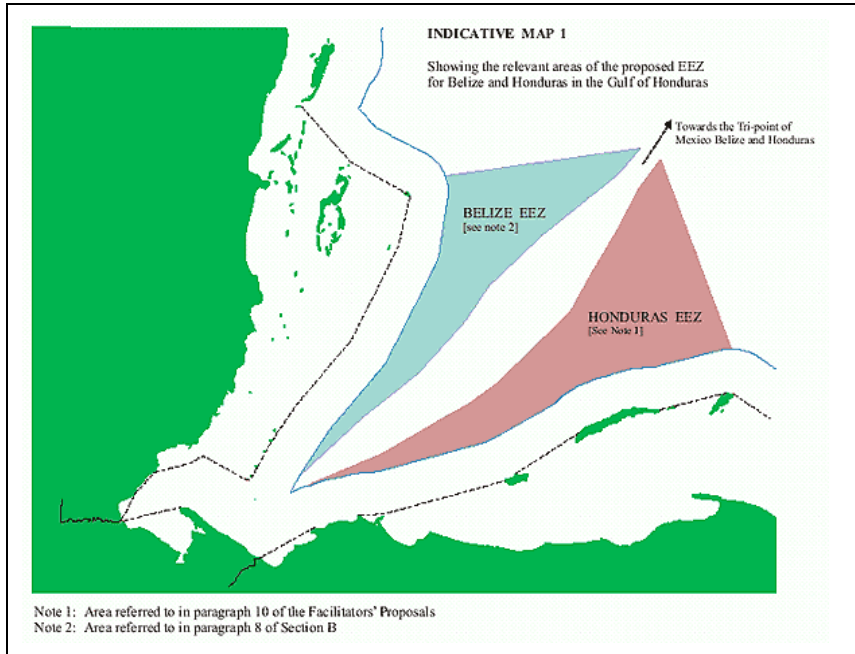 INDICATIVE MAP 1
Showing the relevant areas of the proposed EEZ
for Belize and Honduras in the Gulf of Honduras
Towards the Tri-point of
Mexico Belize and Honduras
BELIZE EEZ
[see note 2]
HONDURAS EEZ
[See Note 1]
Note 1: Area referred to in paragraph 10 of the Facilitators' Proposals
Note 2: Area referred to in paragraph 8 of Section B